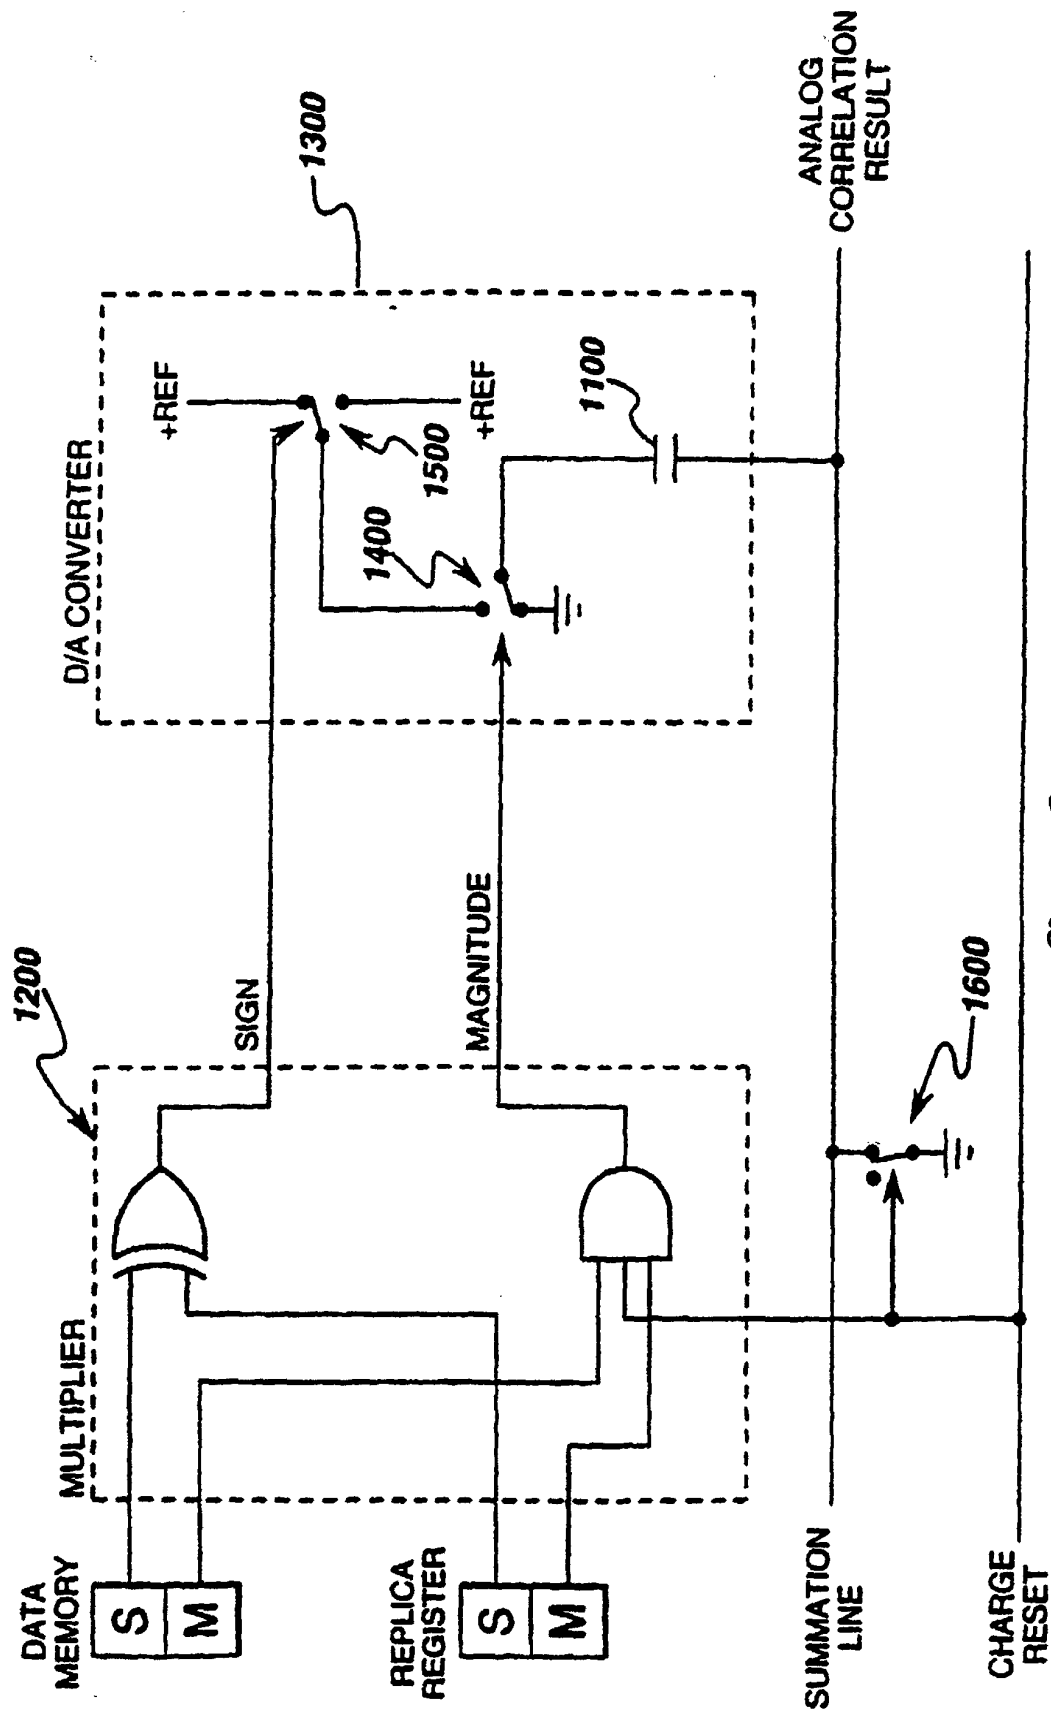 DATA
MEMORY
S
M
REPLICA
REGISTER
S
M
MULTIPLIER
1200
SIGN
MAGNITUDE
D/A CONVERTER
1300
+REF
+REF
1500
1400
1100
SUMMATION
LINE
CHARGE
RESET
1600
ANALOG
CORRELATION
RESULT